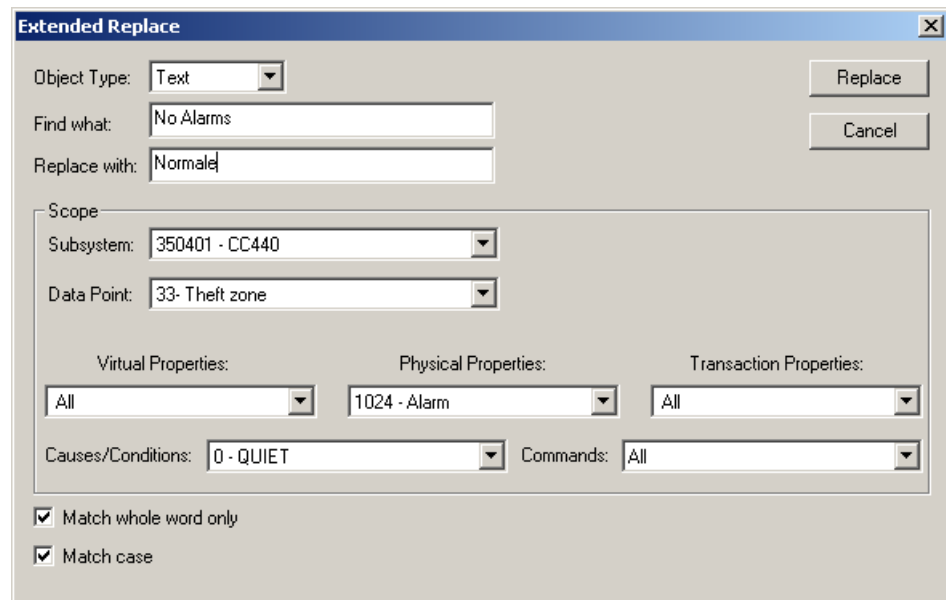 Extended Replace
Object Type: Text
Replace
Find what: No Alarms
Cancel
Replace with: Normale
Scope
Subsystem: 350401 - CC440
Data Point: 33- Theft zone
Virtual Properties: Physical Properties: Transaction Properties:
All 1024 - Alarm All
Causes/Conditions: 0 - QUIET Commands: All
Match whole word only
Match case